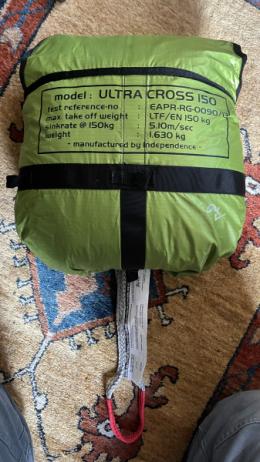 model : ULTRA CROSS 150
test reference-no : EAPR-RG-0090/
max. take off weight : LTF/EN 150 kg
sinkrate @ 150kg : 5.10m/sec
weight : 1.630 kg
- manufactured by Independence -